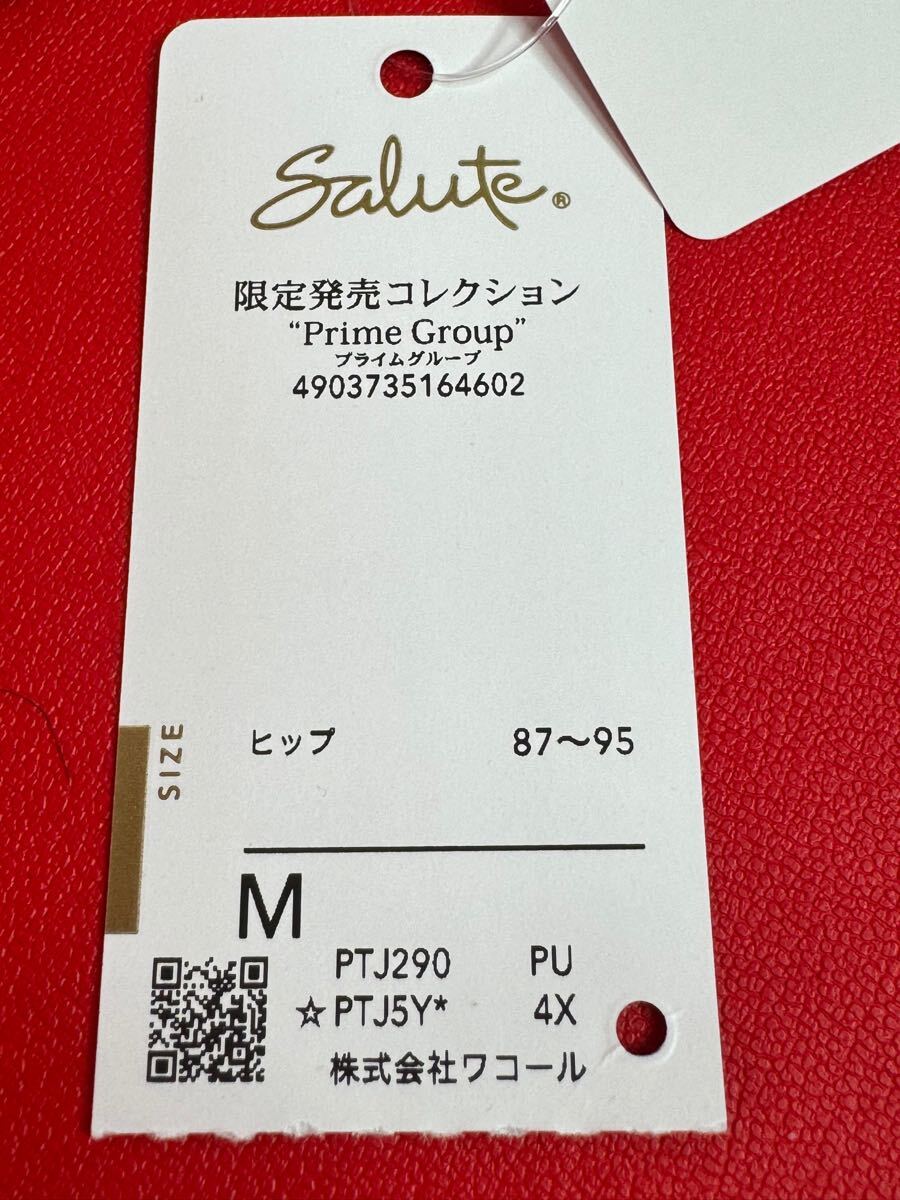 Salute®
限定発売コレクション
“Prime Group”
プライムグループ
4903735164602
SIZE
ヒップ 87～95
M
PTJ290 PU
☆PTJ5Y* 4X
株式会社ワコール